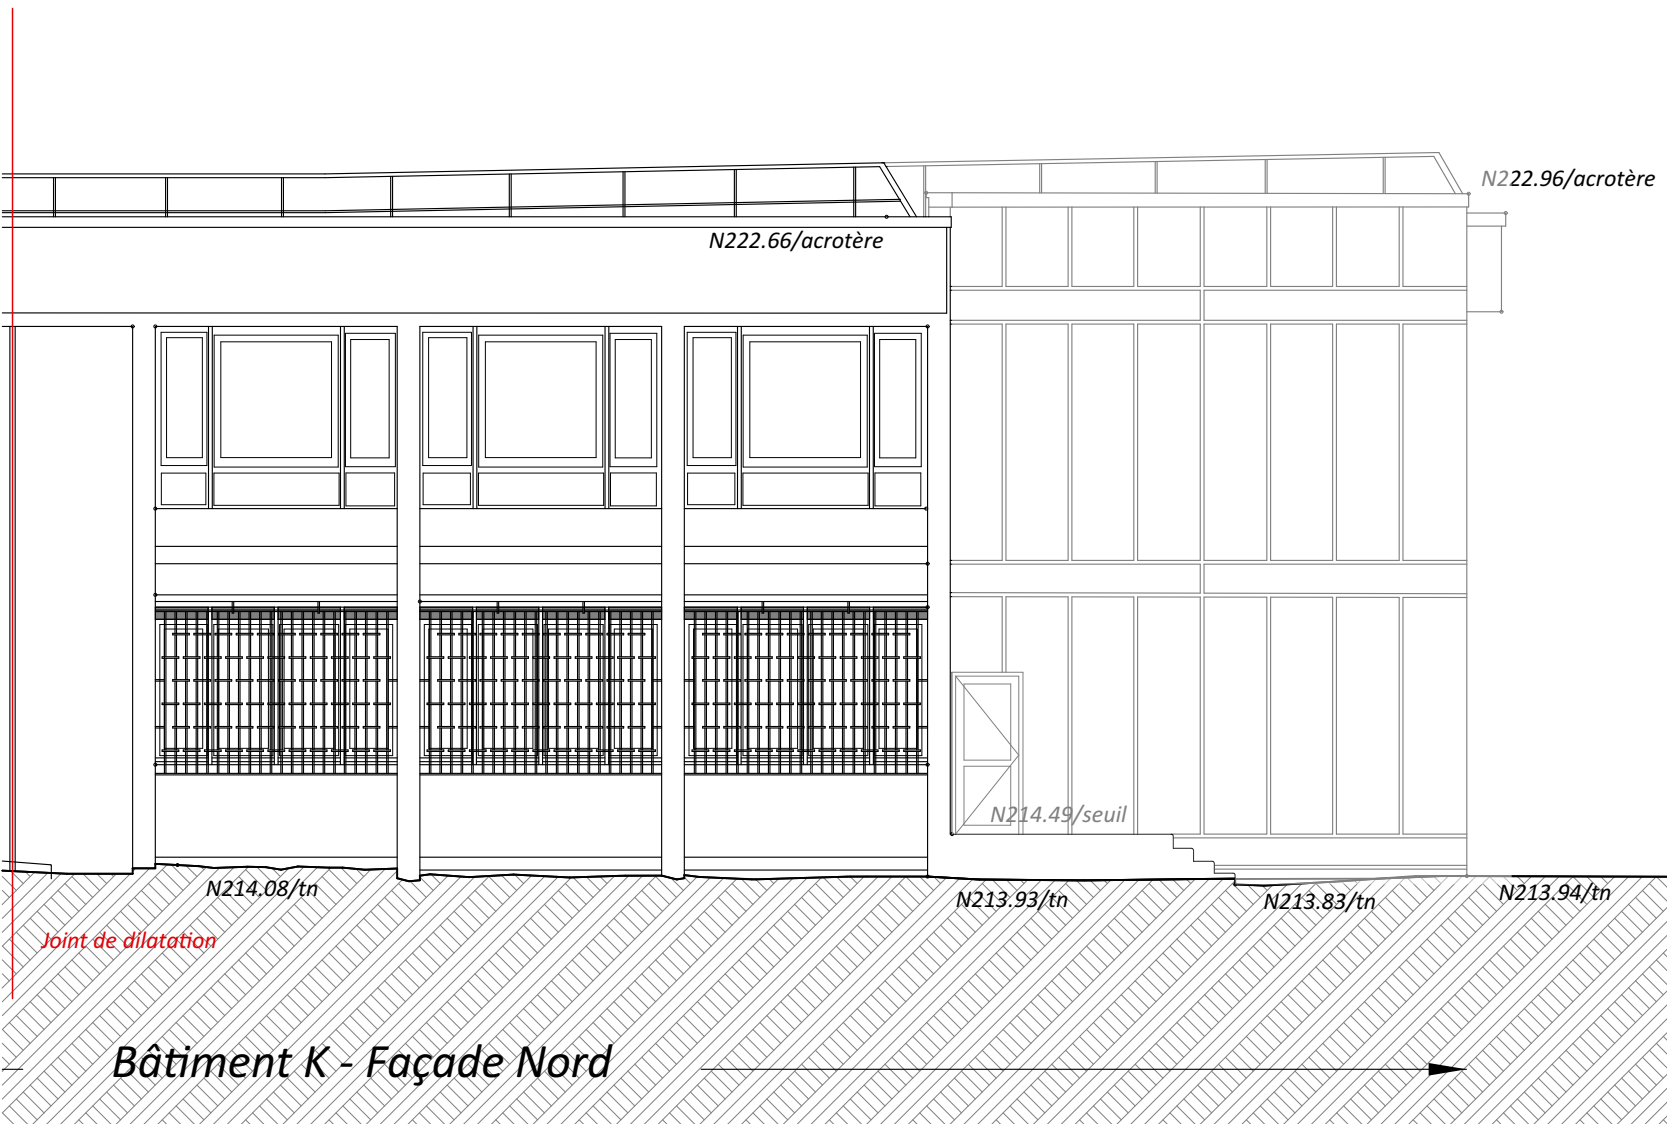 N222.96/acrotère
N222.66/acrotère
N214.49/seuil
N214.08/tn
N213.93/tn
N213.83/tn
N213.94/tn
Joint de dilatation
Bâtiment K - Façade Nord